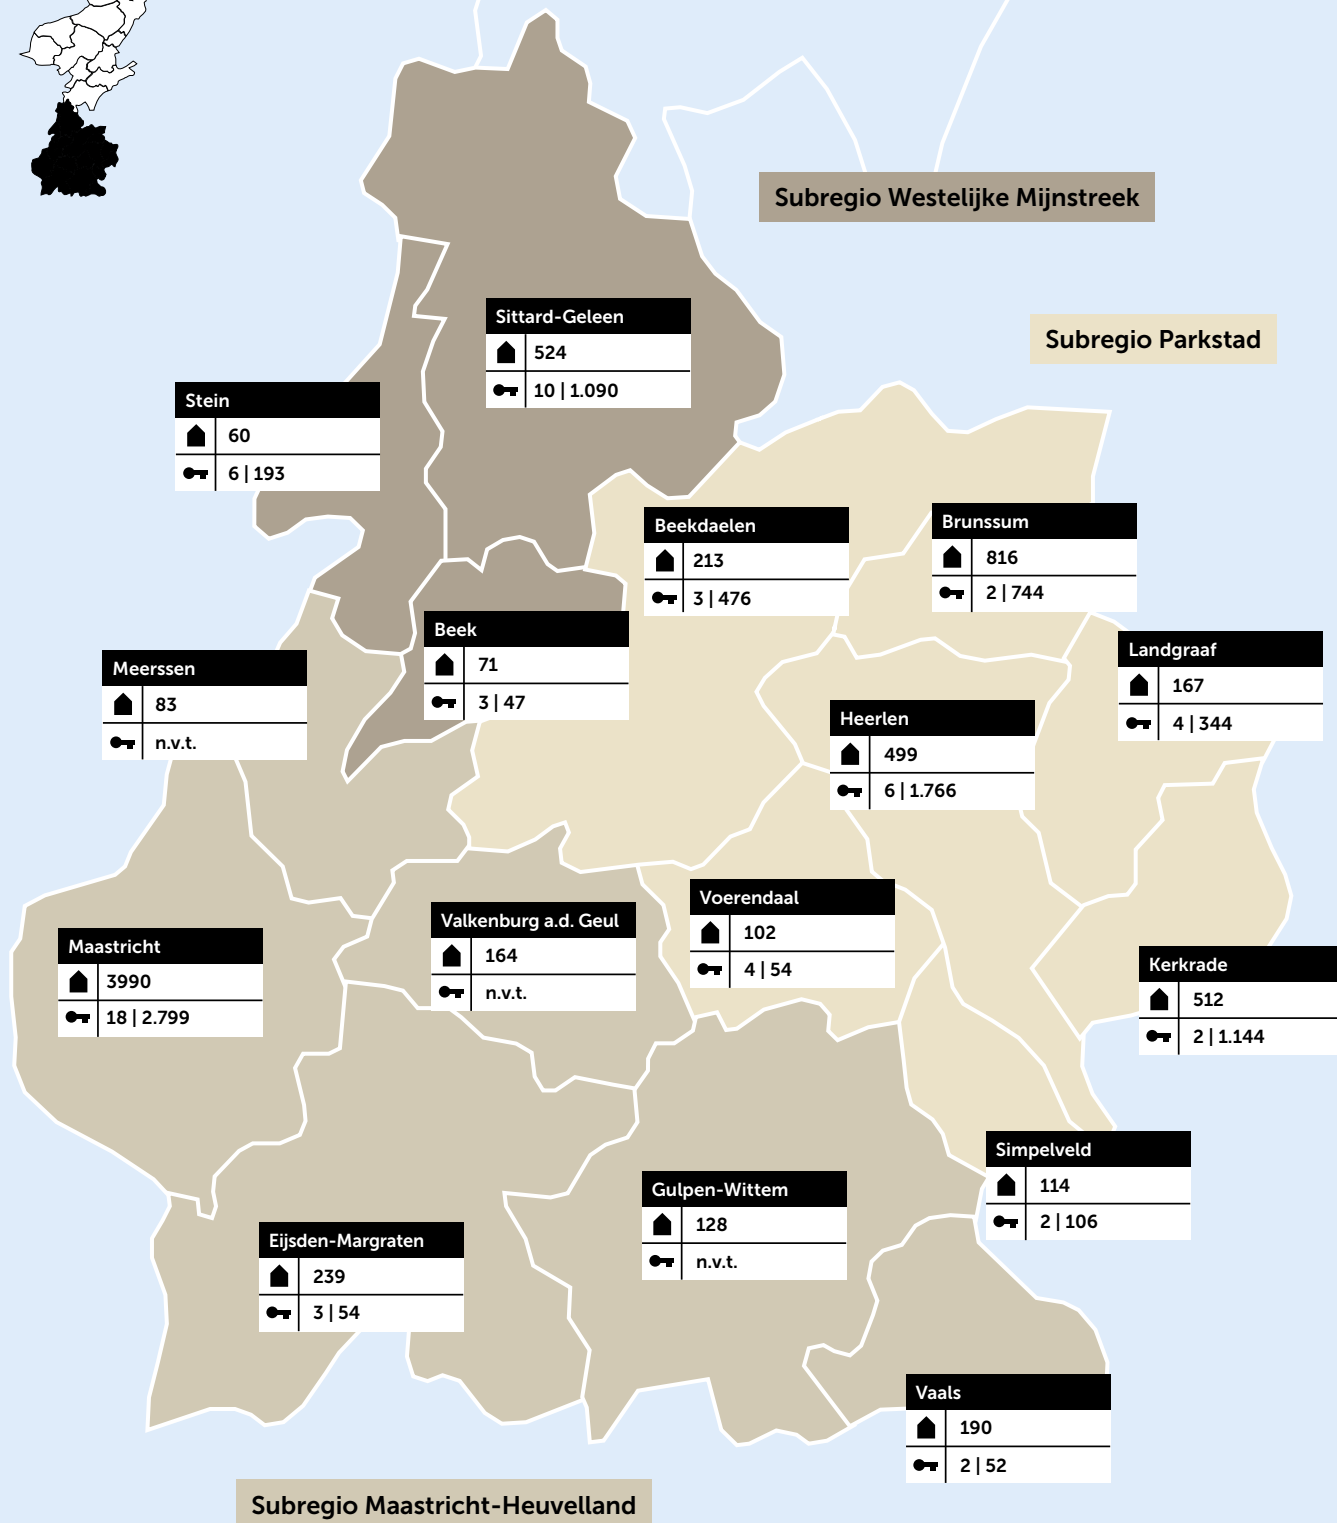 Subregio Westelijke Mijnstreek
Sittard-Geleen
524
10 | 1.090
Subregio Parkstad
Stein
60
6 | 193
Beekdaelen
213
3 | 476
Brunssum
816
2 | 744
Beek
71
3 | 47
Landgraaf
167
4 | 344
Meerssen
83
n.v.t.
Heerlen
499
6 | 1.766
Voerendaal
102
4 | 54
Valkenburg a.d. Geul
164
n.v.t.
Maastricht
3990
18 | 2.799
Kerkrade
512
2 | 1.144
Simpelveld
114
2 | 106
Gulpen-Wittem
128
n.v.t.
Eijsden-Margraten
239
3 | 54
Vaals
190
2 | 52
Subregio Maastricht-Heuvelland